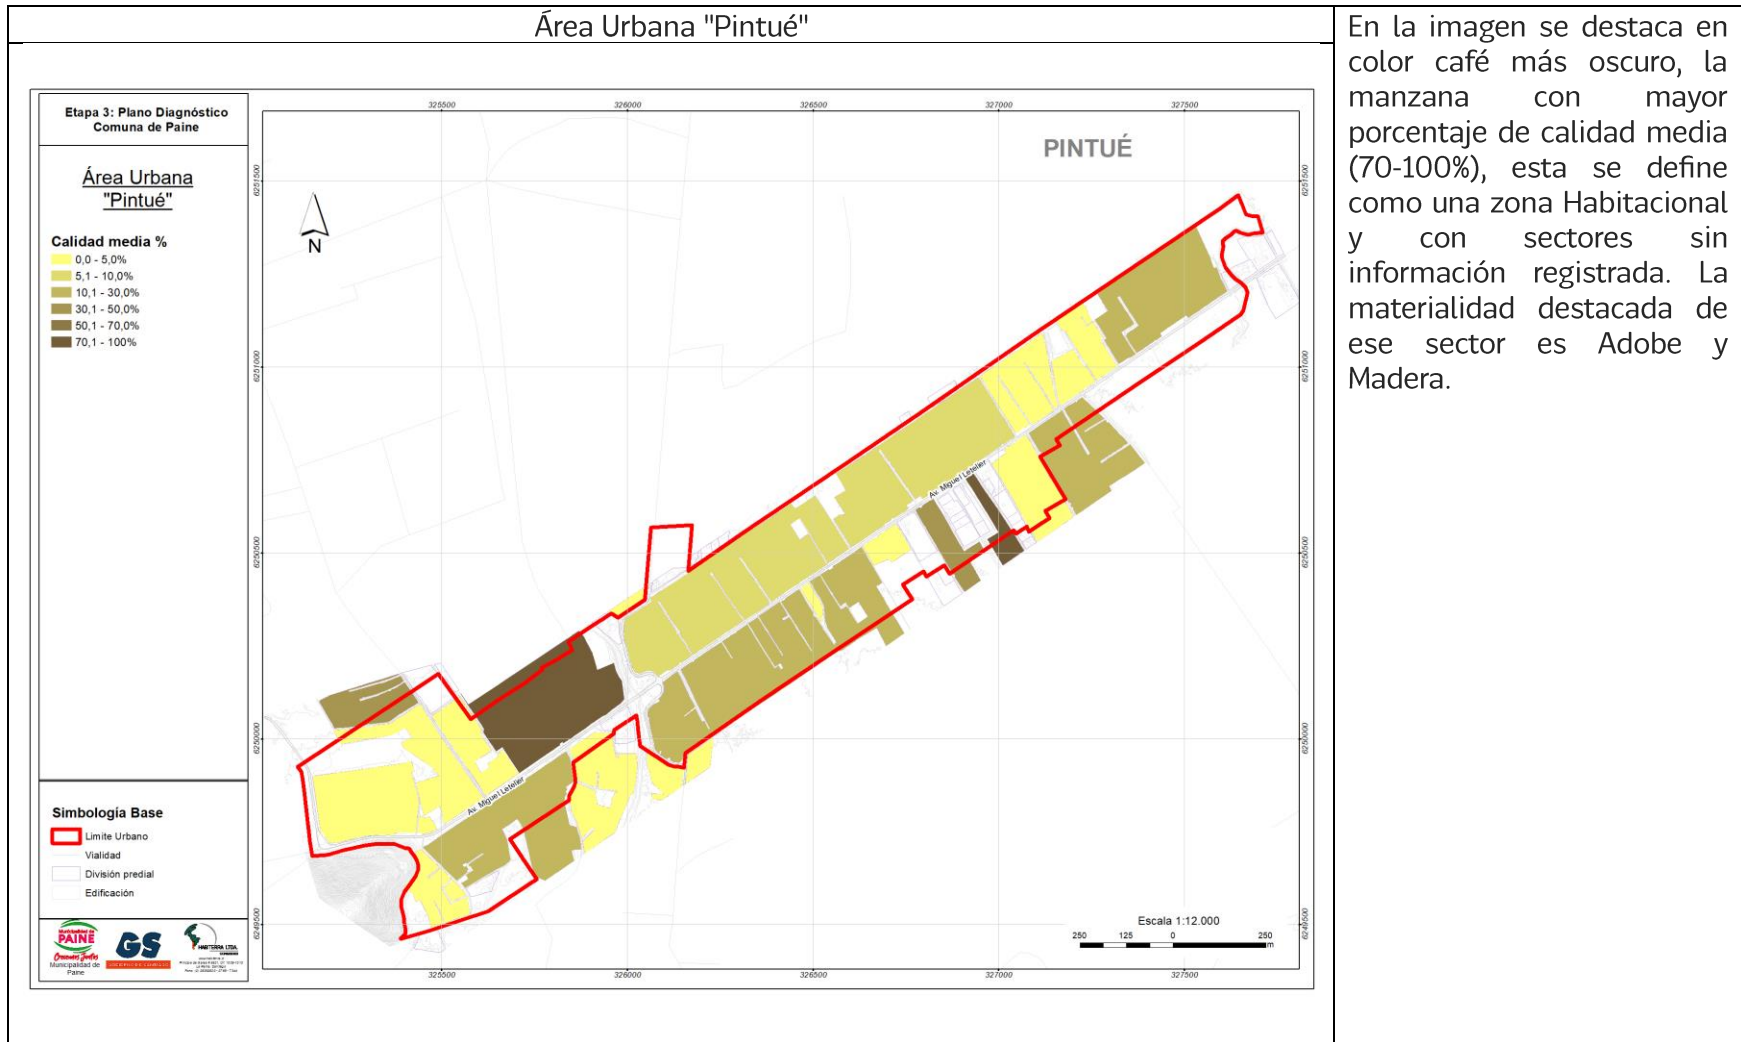 Área Urbana "Pintué"
En la imagen se destaca en
color café más oscuro, la
manzana con mayor
porcentaje de calidad media
(70-100%), esta se define
como una zona Habitacional
y con sectores sin
información registrada. La
materialidad destacada de
ese sector es Adobe y
Madera.
Etapa 3: Plano Diagnóstico
Comuna de Paine
Área Urbana
"Pintué"
Calidad media %
0,0 - 5,0%
5,1 - 10,0%
10,1 - 30,0%
30,1 - 50,0%
50,1 - 70,0%
70,1 - 100%
Simbología Base
Limite Urbano
Vialidad
División predial
Edificación
Municipalidad de
PAINE
Creciendo Juntos
Municipalidad de
Paine
GS
HABITERRA LTDA.
325500 326000 326500 327000 327500
PINTUÉ
N
6251500 6251500
6251000 6251000
6250500 6250500
6250000 6250000
6249500 6249500
Av. Miguel Letelier
Av. Miguel Letelier
Escala 1:12.000
250 125 0 250
m
325500 326000 326500 327000 327500